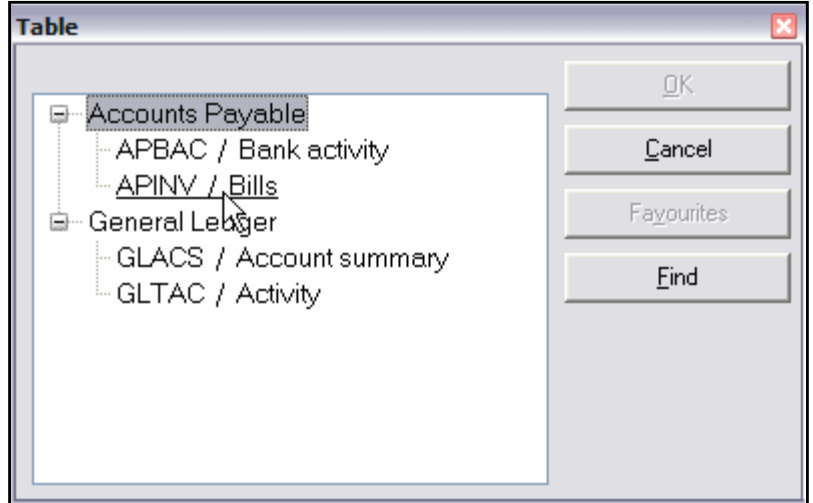 Table
Accounts Payable
APBAC / Bank activity
APINV / Bills
General Ledger
GLACS / Account summary
GLTAC / Activity
OK
Cancel
Favourites
Find